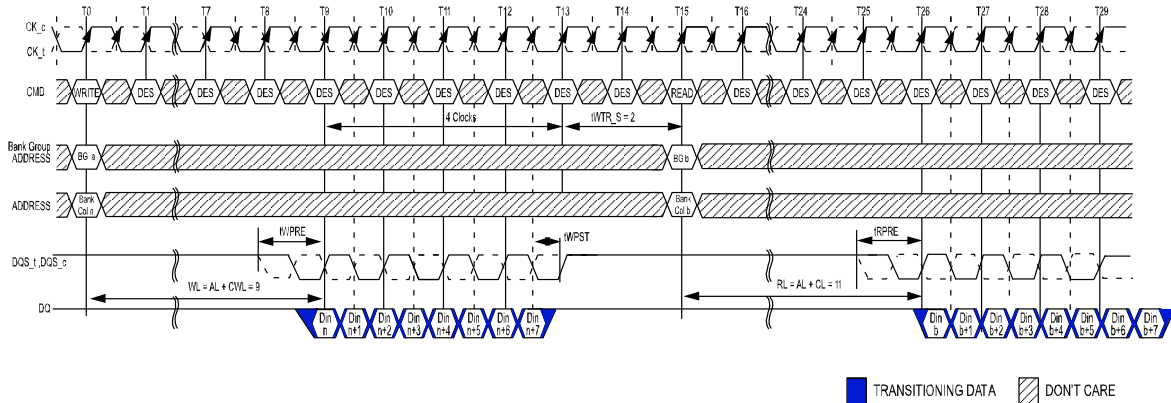 T0 T1 T7 T8 T9 T10 T11 T12 T13 T14 T15 T16 T24 T25 T26 T27 T28 T29
CK_c
CK_t
CMD WRITE DES DES DES DES DES DES DES DES DES READ DES DES DES DES DES DES DES
4 Clocks tWTR_S = 2
Bank Group
ADDRESS BG a BG b
ADDRESS Bank Col n Bank Col b
tWPRE tWPST tRPRE
DQS_t ,DQS_c
WL = AL + CWL = 9 RL = AL + CL = 11
DQ Din n Din n+1 Din n+2 Din n+3 Din n+4 Din n+5 Din n+6 Din n+7 Din b Din b+1 Din b+2 Din b+3 Din b+4 Din b+5 Din b+6 Din b+7
TRANSITIONING DATA DON'T CARE